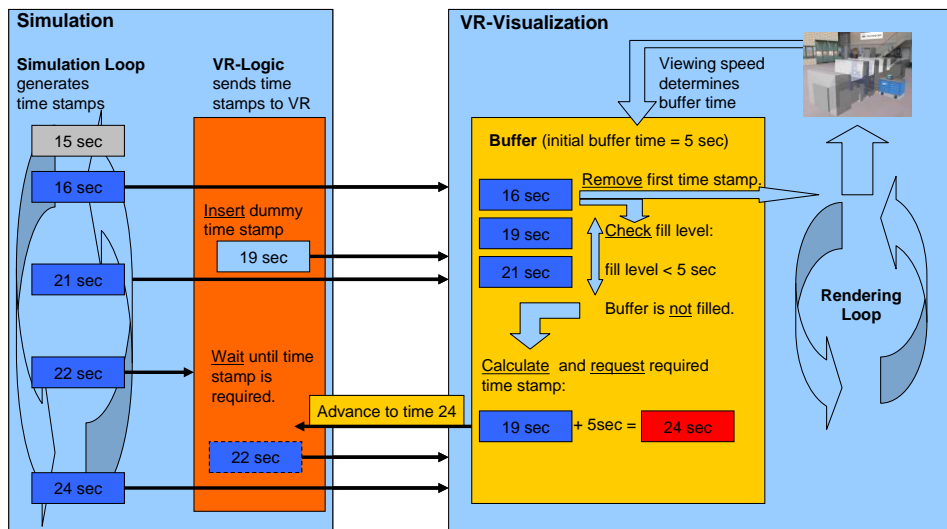 Simulation
Simulation Loop
generates
time stamps
15 sec
16 sec
21 sec
22 sec
24 sec
VR-Logic
sends time
stamps to VR
Insert dummy
time stamp
19 sec
Wait until time
stamp is
required.
22 sec
Advance to time 24
VR-Visualization
Viewing speed
determines
buffer time
Buffer (initial buffer time = 5 sec)
16 sec
19 sec
21 sec
Remove first time stamp.
Check fill level:
fill level < 5 sec
Buffer is not filled.
Calculate and request required
time stamp:
19 sec + 5sec = 24 sec
Rendering
Loop